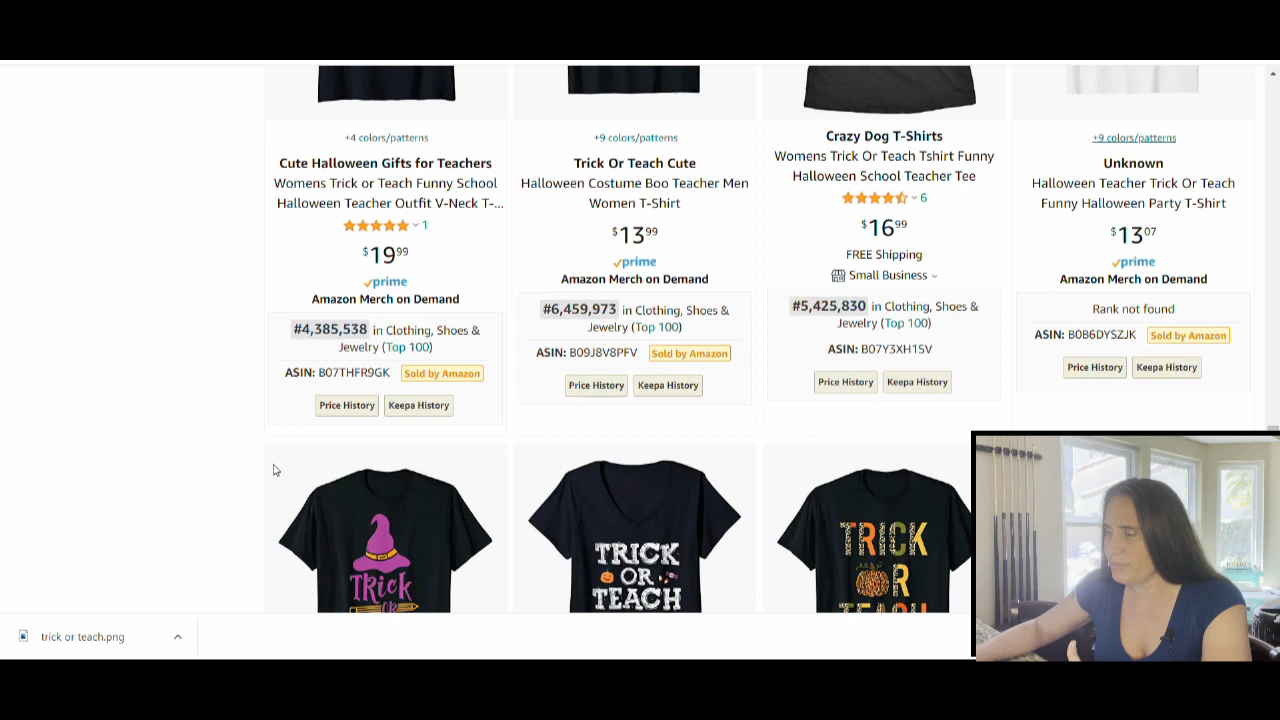 +4 colors/patterns
Cute Halloween Gifts for Teachers
Womens Trick or Teach Funny School
Halloween Teacher Outfit V-Neck T-...
1
$19 99
prime
Amazon Merch on Demand
#4,385,538 in Clothing, Shoes &
Jewelry (Top 100)
ASIN: B07THFR9GK Sold by Amazon
Price History Keepa History
+9 colors/patterns
Trick Or Teach Cute
Halloween Costume Boo Teacher Men
Women T-Shirt
$13 99
prime
Amazon Merch on Demand
#6,459,973 in Clothing, Shoes &
Jewelry (Top 100)
ASIN: B09J8V8PFV Sold by Amazon
Price History Keepa History
Crazy Dog T-Shirts
Womens Trick Or Teach Tshirt Funny
Halloween School Teacher Tee
6
$16 99
FREE Shipping
Small Business
#5,425,830 in Clothing, Shoes &
Jewelry (Top 100)
ASIN: B07Y3XH1SV
Price History Keepa History
+9 colors/patterns
Unknown
Halloween Teacher Trick Or Teach
Funny Halloween Party T-Shirt
$13 07
prime
Amazon Merch on Demand
Rank not found
ASIN: B0B6DYSZJK Sold by Amazon
Price History Keepa History
TRick
OR
TRICK
OR
TEACH
TRICK
OR
trick or teach.png